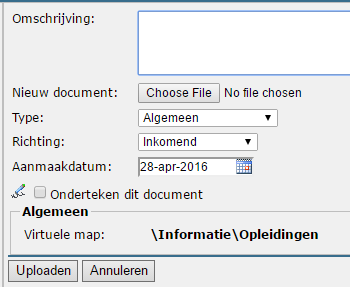 Omschrijving:
Nieuw document: Choose File No file chosen
Type: Algemeen
Richting: Inkomend
Aanmaakdatum: 28-apr-2016
Onderteken dit document
Algemeen
Virtuele map: \Informatie\Opleidingen
Uploaden Annuleren